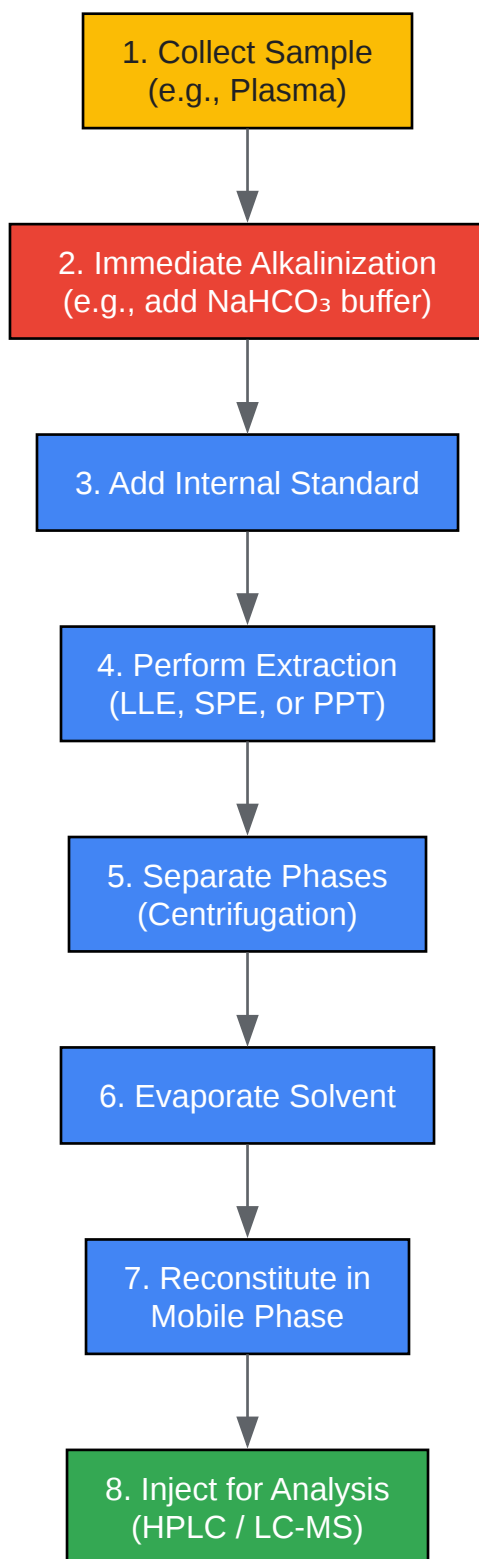 1. Collect Sample
(e.g., Plasma)
2. Immediate Alkalinization
(e.g., add NaHCO₃ buffer)
3. Add Internal Standard
4. Perform Extraction
(LLE, SPE, or PPT)
5. Separate Phases
(Centrifugation)
6. Evaporate Solvent
7. Reconstitute in
Mobile Phase
8. Inject for Analysis
(HPLC / LC-MS)